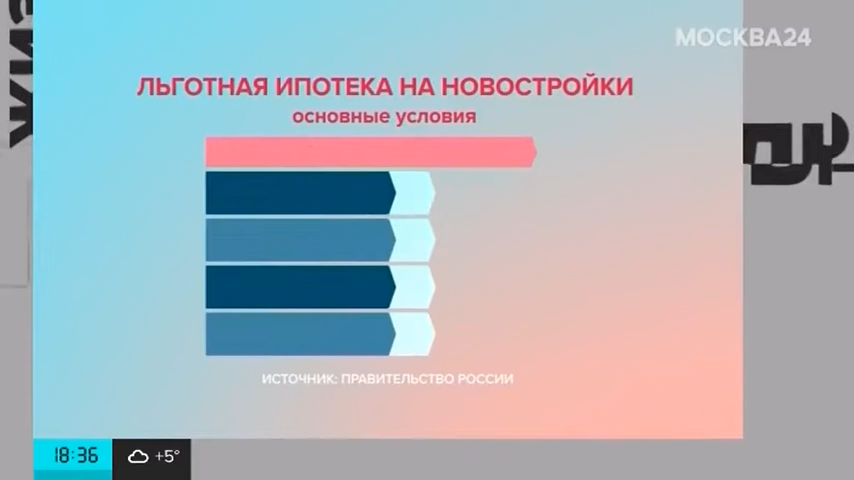 МОСКВА24
ЛЬГОТНАЯ ИПОТЕКА НА НОВОСТРОЙКИ
основные условия
ИСТОЧНИК: ПРАВИТЕЛЬСТВО РОССИИ
18:36
+5°